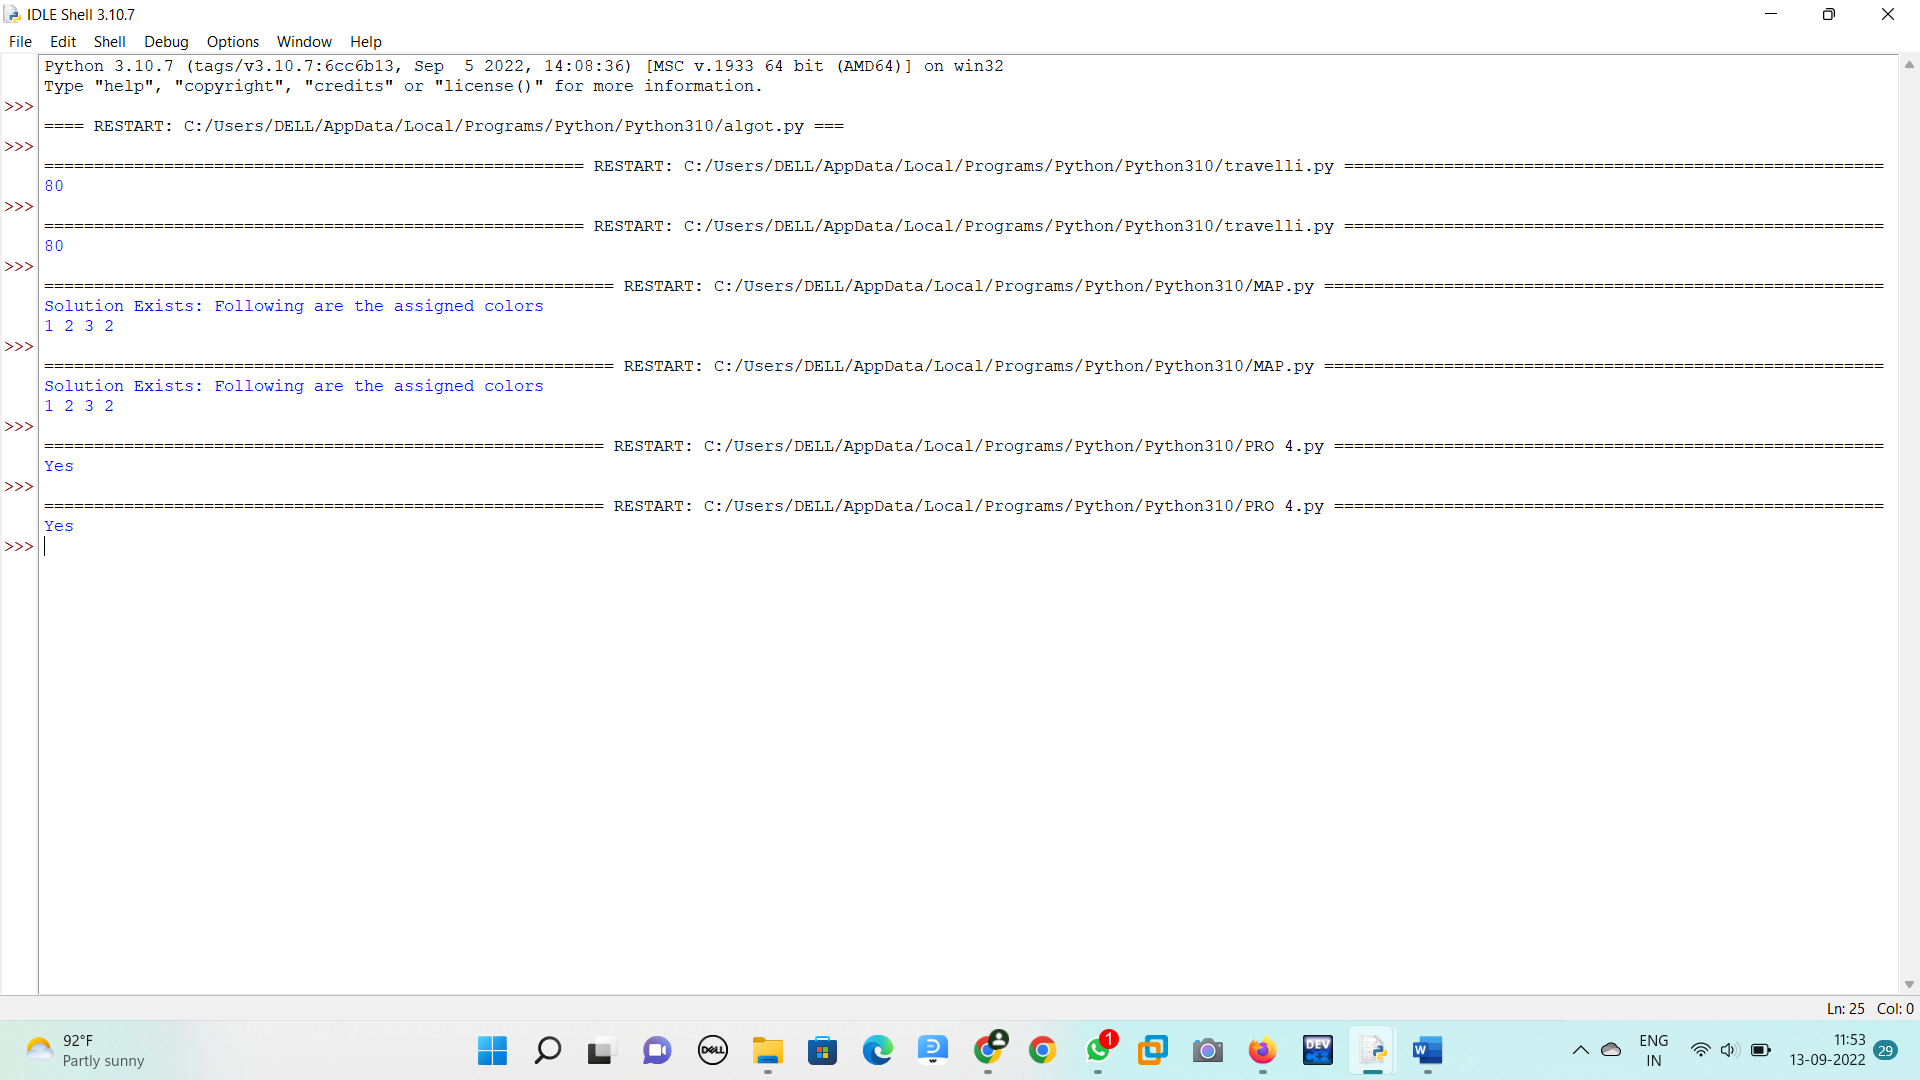 IDLE Shell 3.10.7
File Edit Shell Debug Options Window Help
Python 3.10.7 (tags/v3.10.7:6cc6b13, Sep  5 2022, 14:08:36) [MSC v.1933 64 bit (AMD64)] on win32
Type "help", "copyright", "credits" or "license()" for more information.
>>>
==== RESTART: C:/Users/DELL/AppData/Local/Programs/Python/Python310/algot.py ===
>>>
====================================================== RESTART: C:/Users/DELL/AppData/Local/Programs/Python/Python310/travelli.py ======================================================
80
>>>
====================================================== RESTART: C:/Users/DELL/AppData/Local/Programs/Python/Python310/travelli.py ======================================================
80
>>>
========================================================= RESTART: C:/Users/DELL/AppData/Local/Programs/Python/Python310/MAP.py ========================================================
Solution Exists: Following are the assigned colors
1 2 3 2
>>>
========================================================= RESTART: C:/Users/DELL/AppData/Local/Programs/Python/Python310/MAP.py ========================================================
Solution Exists: Following are the assigned colors
1 2 3 2
>>>
======================================================== RESTART: C:/Users/DELL/AppData/Local/Programs/Python/Python310/PRO 4.py =======================================================
Yes
>>>
======================================================== RESTART: C:/Users/DELL/AppData/Local/Programs/Python/Python310/PRO 4.py =======================================================
Yes
>>>
Ln: 25 Col: 0
92°F
Partly sunny
DELL
1
DEV
C++
W
ENG
IN
11:53
13-09-2022
29